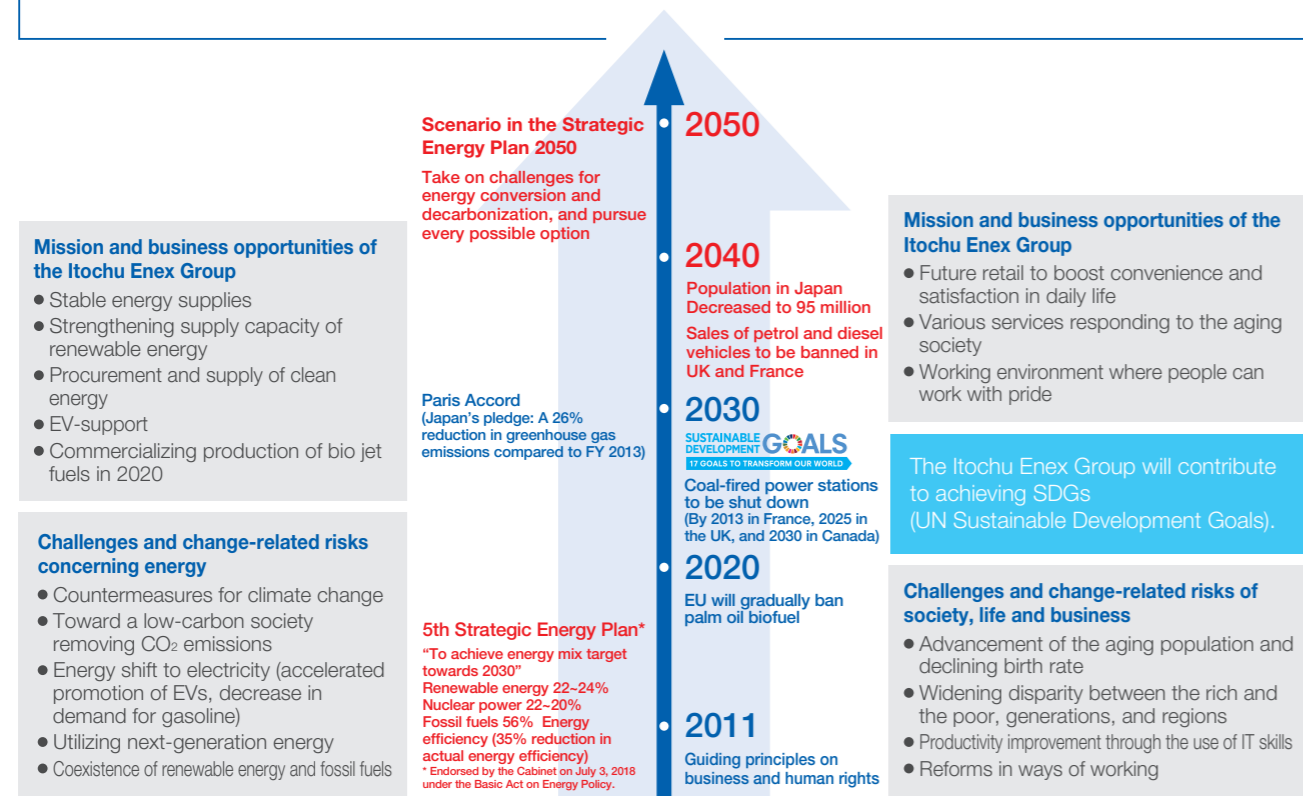 Scenario in the Strategic
Energy Plan 2050
Take on challenges for
energy conversion and
decarbonization, and pursue
every possible option
2050
2040
Population in Japan
Decreased to 95 million
Sales of petrol and diesel
vehicles to be banned in
UK and France
Mission and business opportunities of
the Itochu Enex Group
● Stable energy supplies
● Strengthening supply capacity of
renewable energy
● Procurement and supply of clean
energy
● EV-support
● Commercializing production of bio jet
fuels in 2020
Mission and business opportunities of the
Itochu Enex Group
● Future retail to boost convenience and
satisfaction in daily life
● Various services responding to the aging
society
● Working environment where people can
work with pride
Paris Accord
(Japan's pledge: A 26%
reduction in greenhouse gas
emissions compared to FY 2013)
2030
SUSTAINABLE
DEVELOPMENT GOALS
17 GOALS TO TRANSFORM OUR WORLD
Coal-fired power stations
to be shut down
(By 2013 in France, 2025 in
the UK, and 2030 in Canada)
The Itochu Enex Group will contribute
to achieving SDGs
(UN Sustainable Development Goals).
Challenges and change-related risks
concerning energy
● Countermeasures for climate change
● Toward a low-carbon society
removing CO₂ emissions
● Energy shift to electricity (accelerated
promotion of EVs, decrease in
demand for gasoline)
● Utilizing next-generation energy
● Coexistence of renewable energy and fossil fuels
2020
EU will gradually ban
palm oil biofuel
5th Strategic Energy Plan*
"To achieve energy mix target
towards 2030"
Renewable energy 22~24%
Nuclear power 22~20%
Fossil fuels 56% Energy
efficiency (35% reduction in
actual energy efficiency)
* Endorsed by the Cabinet on July 3, 2018
under the Basic Act on Energy Policy.
2011
Guiding principles on
business and human rights
Challenges and change-related risks of
society, life and business
● Advancement of the aging population and
declining birth rate
● Widening disparity between the rich and
the poor, generations, and regions
● Productivity improvement through the use of IT skills
● Reforms in ways of working